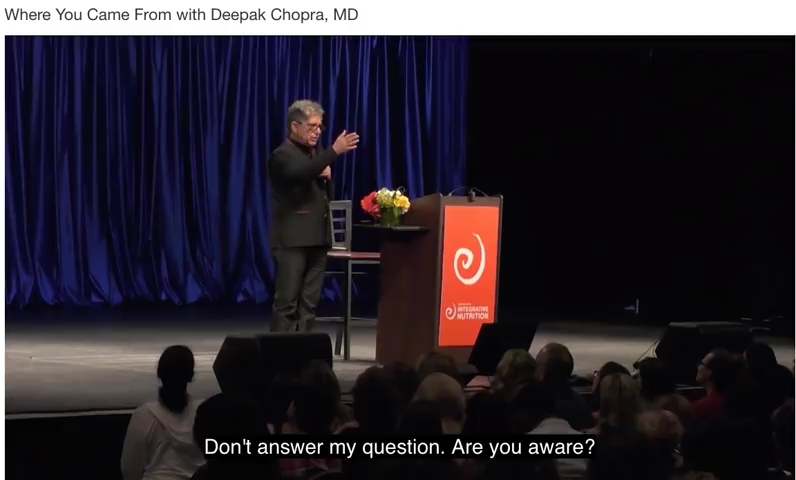 Where You Came From with Deepak Chopra, MD
INTEGRATIVE
NUTRITION
Don't answer my question. Are you aware?